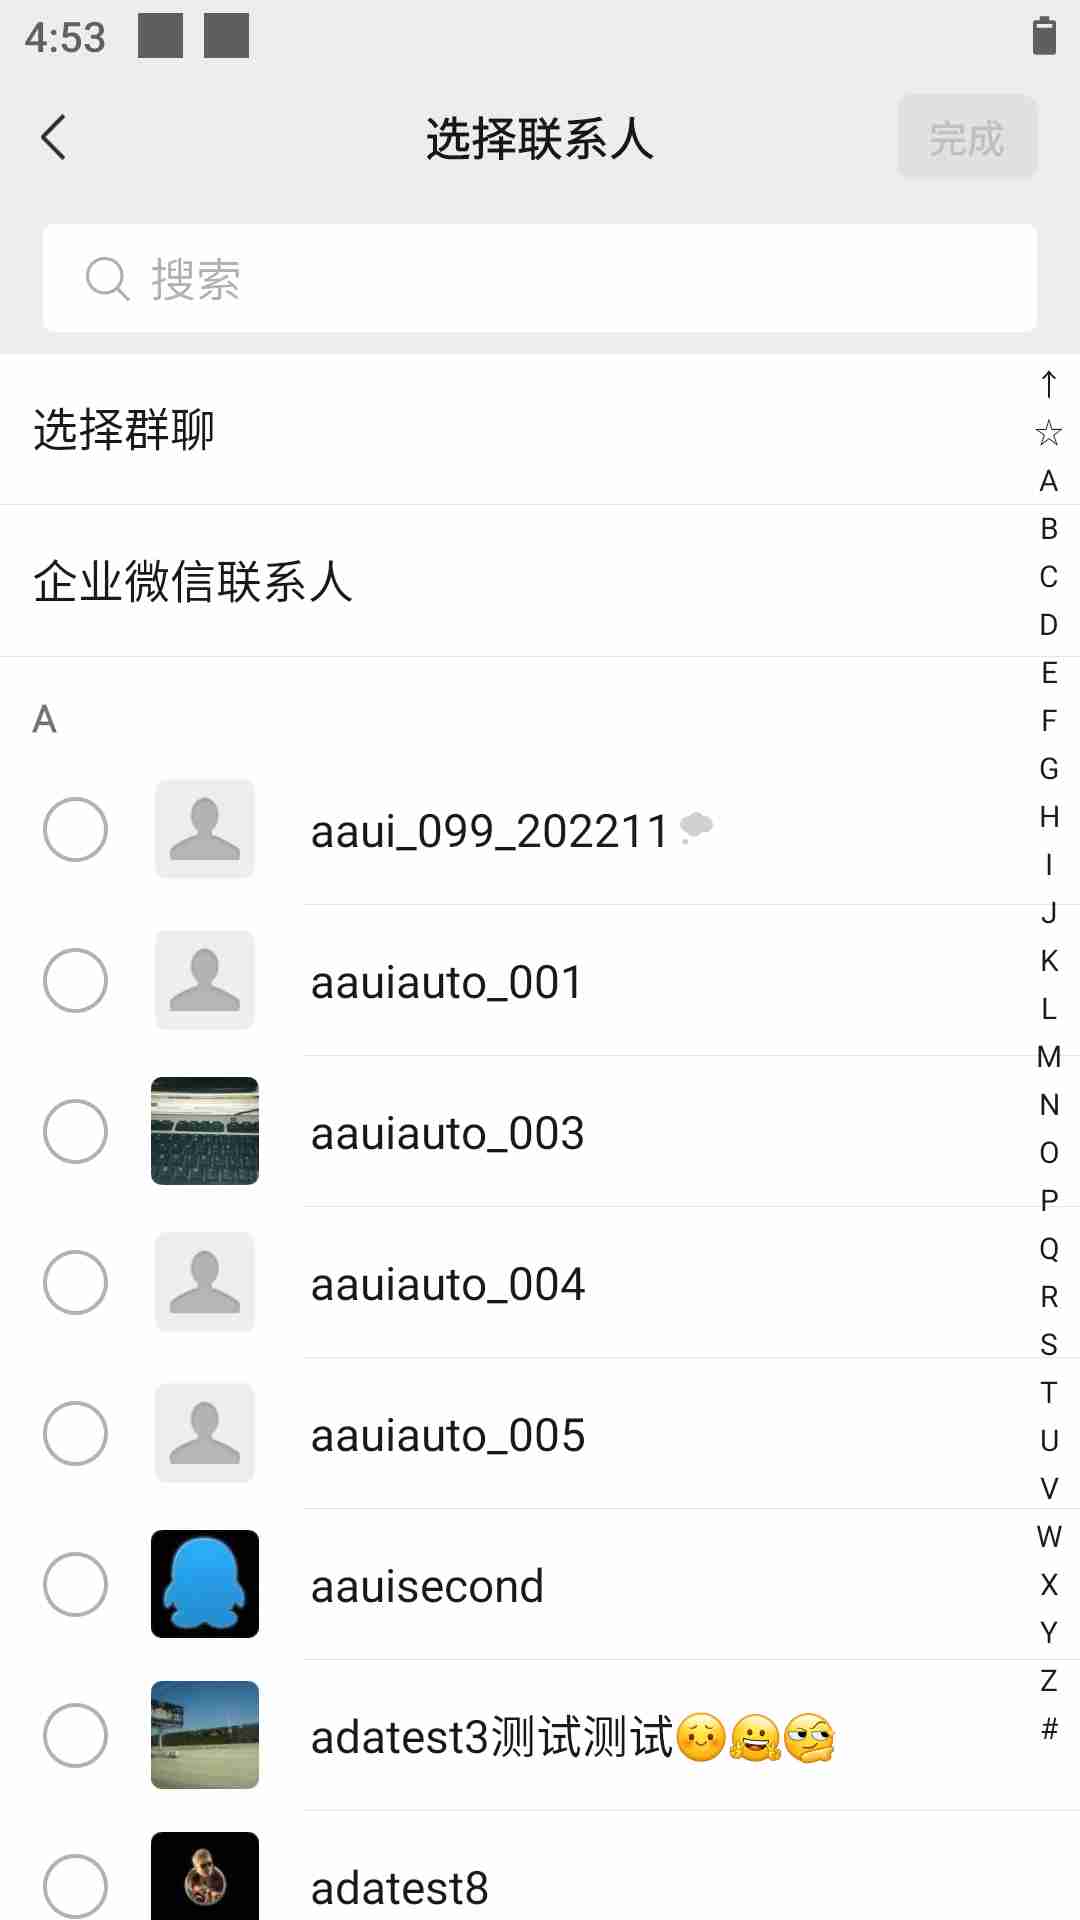 4:53
选择联系人
完成
搜索
选择群聊
企业微信联系人
A
aaui_099_202211
aauiauto_001
aauiauto_003
aauiauto_004
aauiauto_005
aauisecond
adatest3测试测试☺️🤗🤔
adatest8
↑
☆
A
B
C
D
E
F
G
H
I
J
K
L
M
N
O
P
Q
R
S
T
U
V
W
X
Y
Z
#